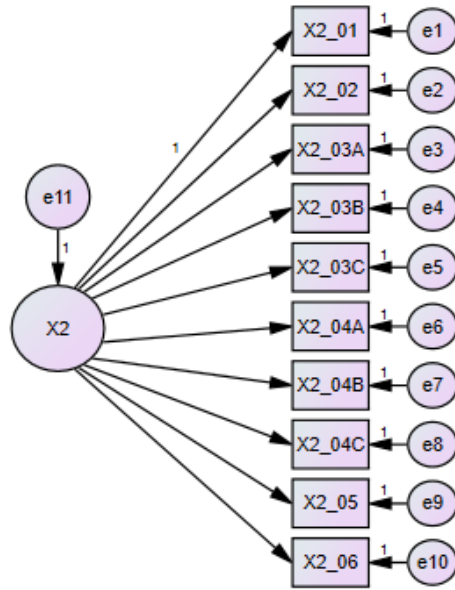 X2_01 1 e1
X2_02 1 e2
1
X2_03A 1 e3
e11
X2_03B 1 e4
1
X2_03C 1 e5
X2
X2_04A 1 e6
X2_04B 1 e7
X2_04C 1 e8
X2_05 1 e9
X2_06 1 e10